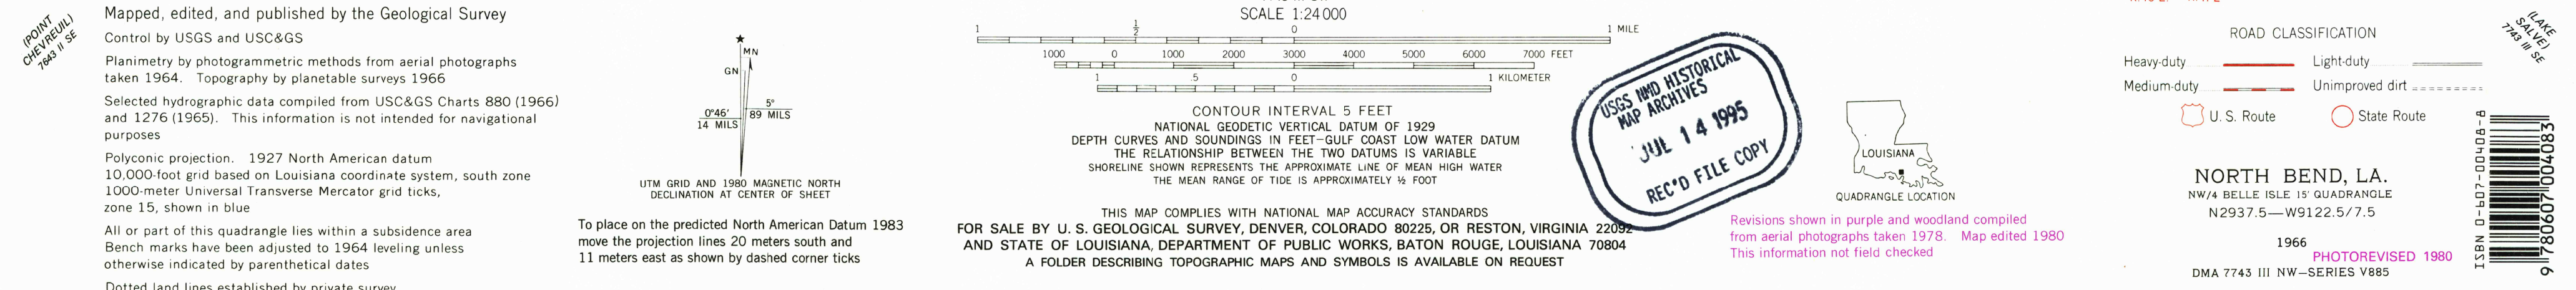 (POINT
CHEVREUIL)
7643 II SE
Mapped, edited, and published by the Geological Survey
Control by USGS and USC&GS
Planimetry by photogrammetric methods from aerial photographs
taken 1964. Topography by planetable surveys 1966
Selected hydrographic data compiled from USC&GS Charts 880 (1966)
and 1276 (1965). This information is not intended for navigational
purposes
Polyconic projection. 1927 North American datum
10,000-foot grid based on Louisiana coordinate system, south zone
1000-meter Universal Transverse Mercator grid ticks,
zone 15, shown in blue
All or part of this quadrangle lies within a subsidence area
Bench marks have been adjusted to 1964 leveling unless
otherwise indicated by parenthetical dates
Dotted land lines established by private survey
★
MN
GN
0°46′
14 MILS
5°
89 MILS
UTM GRID AND 1980 MAGNETIC NORTH
DECLINATION AT CENTER OF SHEET
To place on the predicted North American Datum 1983
move the projection lines 20 meters south and
11 meters east as shown by dashed corner ticks
SCALE 1:24 000
1 ½ 0 1 MILE
1000 0 1000 2000 3000 4000 5000 6000 7000 FEET
1 .5 0 1 KILOMETER
CONTOUR INTERVAL 5 FEET
NATIONAL GEODETIC VERTICAL DATUM OF 1929
DEPTH CURVES AND SOUNDINGS IN FEET–GULF COAST LOW WATER DATUM
THE RELATIONSHIP BETWEEN THE TWO DATUMS IS VARIABLE
SHORELINE SHOWN REPRESENTS THE APPROXIMATE LINE OF MEAN HIGH WATER
THE MEAN RANGE OF TIDE IS APPROXIMATELY ½ FOOT
THIS MAP COMPLIES WITH NATIONAL MAP ACCURACY STANDARDS
FOR SALE BY U. S. GEOLOGICAL SURVEY, DENVER, COLORADO 80225, OR RESTON, VIRGINIA 22092
AND STATE OF LOUISIANA, DEPARTMENT OF PUBLIC WORKS, BATON ROUGE, LOUISIANA 70804
A FOLDER DESCRIBING TOPOGRAPHIC MAPS AND SYMBOLS IS AVAILABLE ON REQUEST
USGS NMD HISTORICAL
MAP ARCHIVES
JUL 14 1995
REC'D FILE COPY
LOUISIANA
QUADRANGLE LOCATION
Revisions shown in purple and woodland compiled
from aerial photographs taken 1978. Map edited 1980
This information not field checked
ROAD CLASSIFICATION
Heavy-duty
Light-duty
Medium-duty
Unimproved dirt
U. S. Route
State Route
NORTH BEND, LA.
NW/4 BELLE ISLE 15' QUADRANGLE
N2937.5—W9122.5/7.5
1966
PHOTOREVISED 1980
DMA 7743 III NW–SERIES V885
(LAKE
SALVE)
7743 III SE
ISBN 0-607-00408-8
9 780607 004083